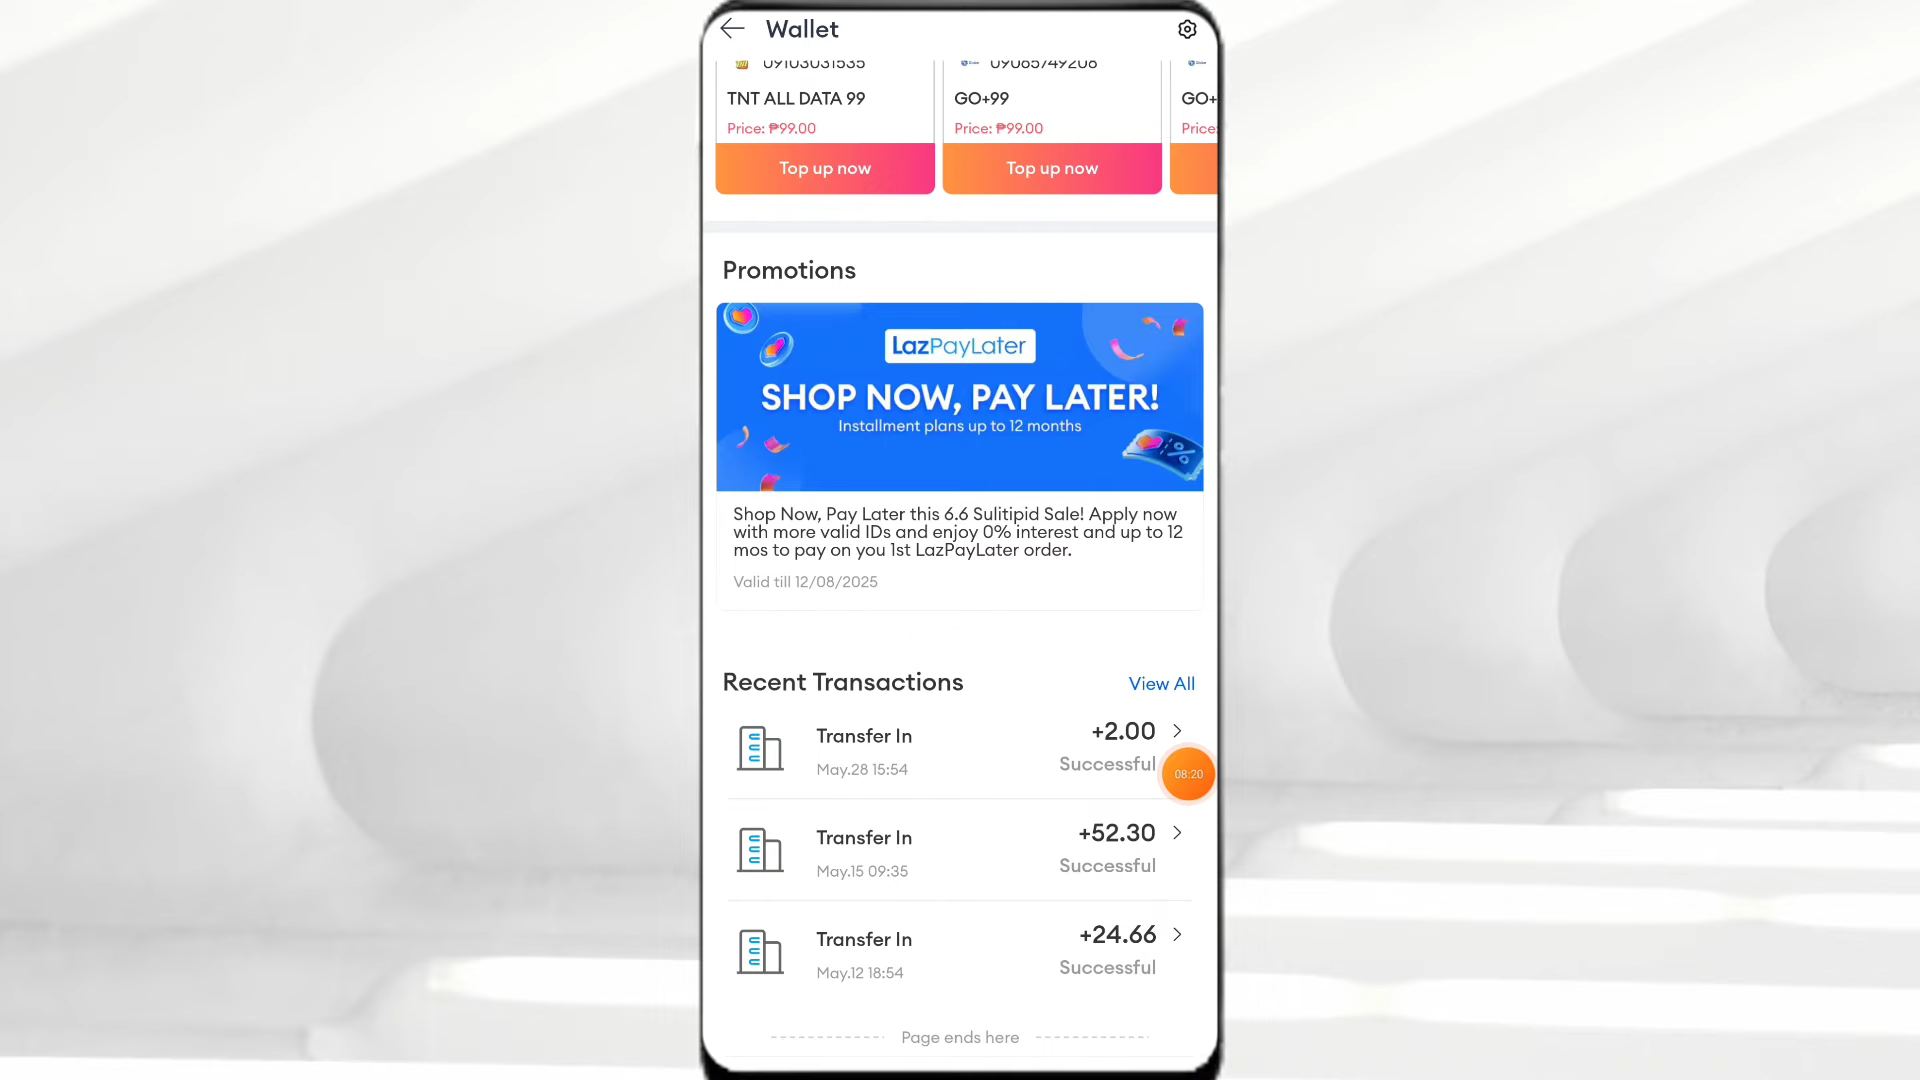 Wallet
TNT ALL DATA 99
GO+99
GO+
Price: ₱99.00
Price: ₱99.00
Price:
Top up now
Top up now
Promotions
LazPayLater
SHOP NOW, PAY LATER!
Installment plans up to 12 months
%
Shop Now, Pay Later this 6.6 Sulitipid Sale! Apply now
with more valid IDs and enjoy 0% interest and up to 12
mos to pay on you 1st LazPayLater order.
Valid till 12/08/2025
Recent Transactions
View All
Transfer In
+2.00
May.28 15:54
Successful
08:20
Transfer In
+52.30
May.15 09:35
Successful
Transfer In
+24.66
May.12 18:54
Successful
Page ends here